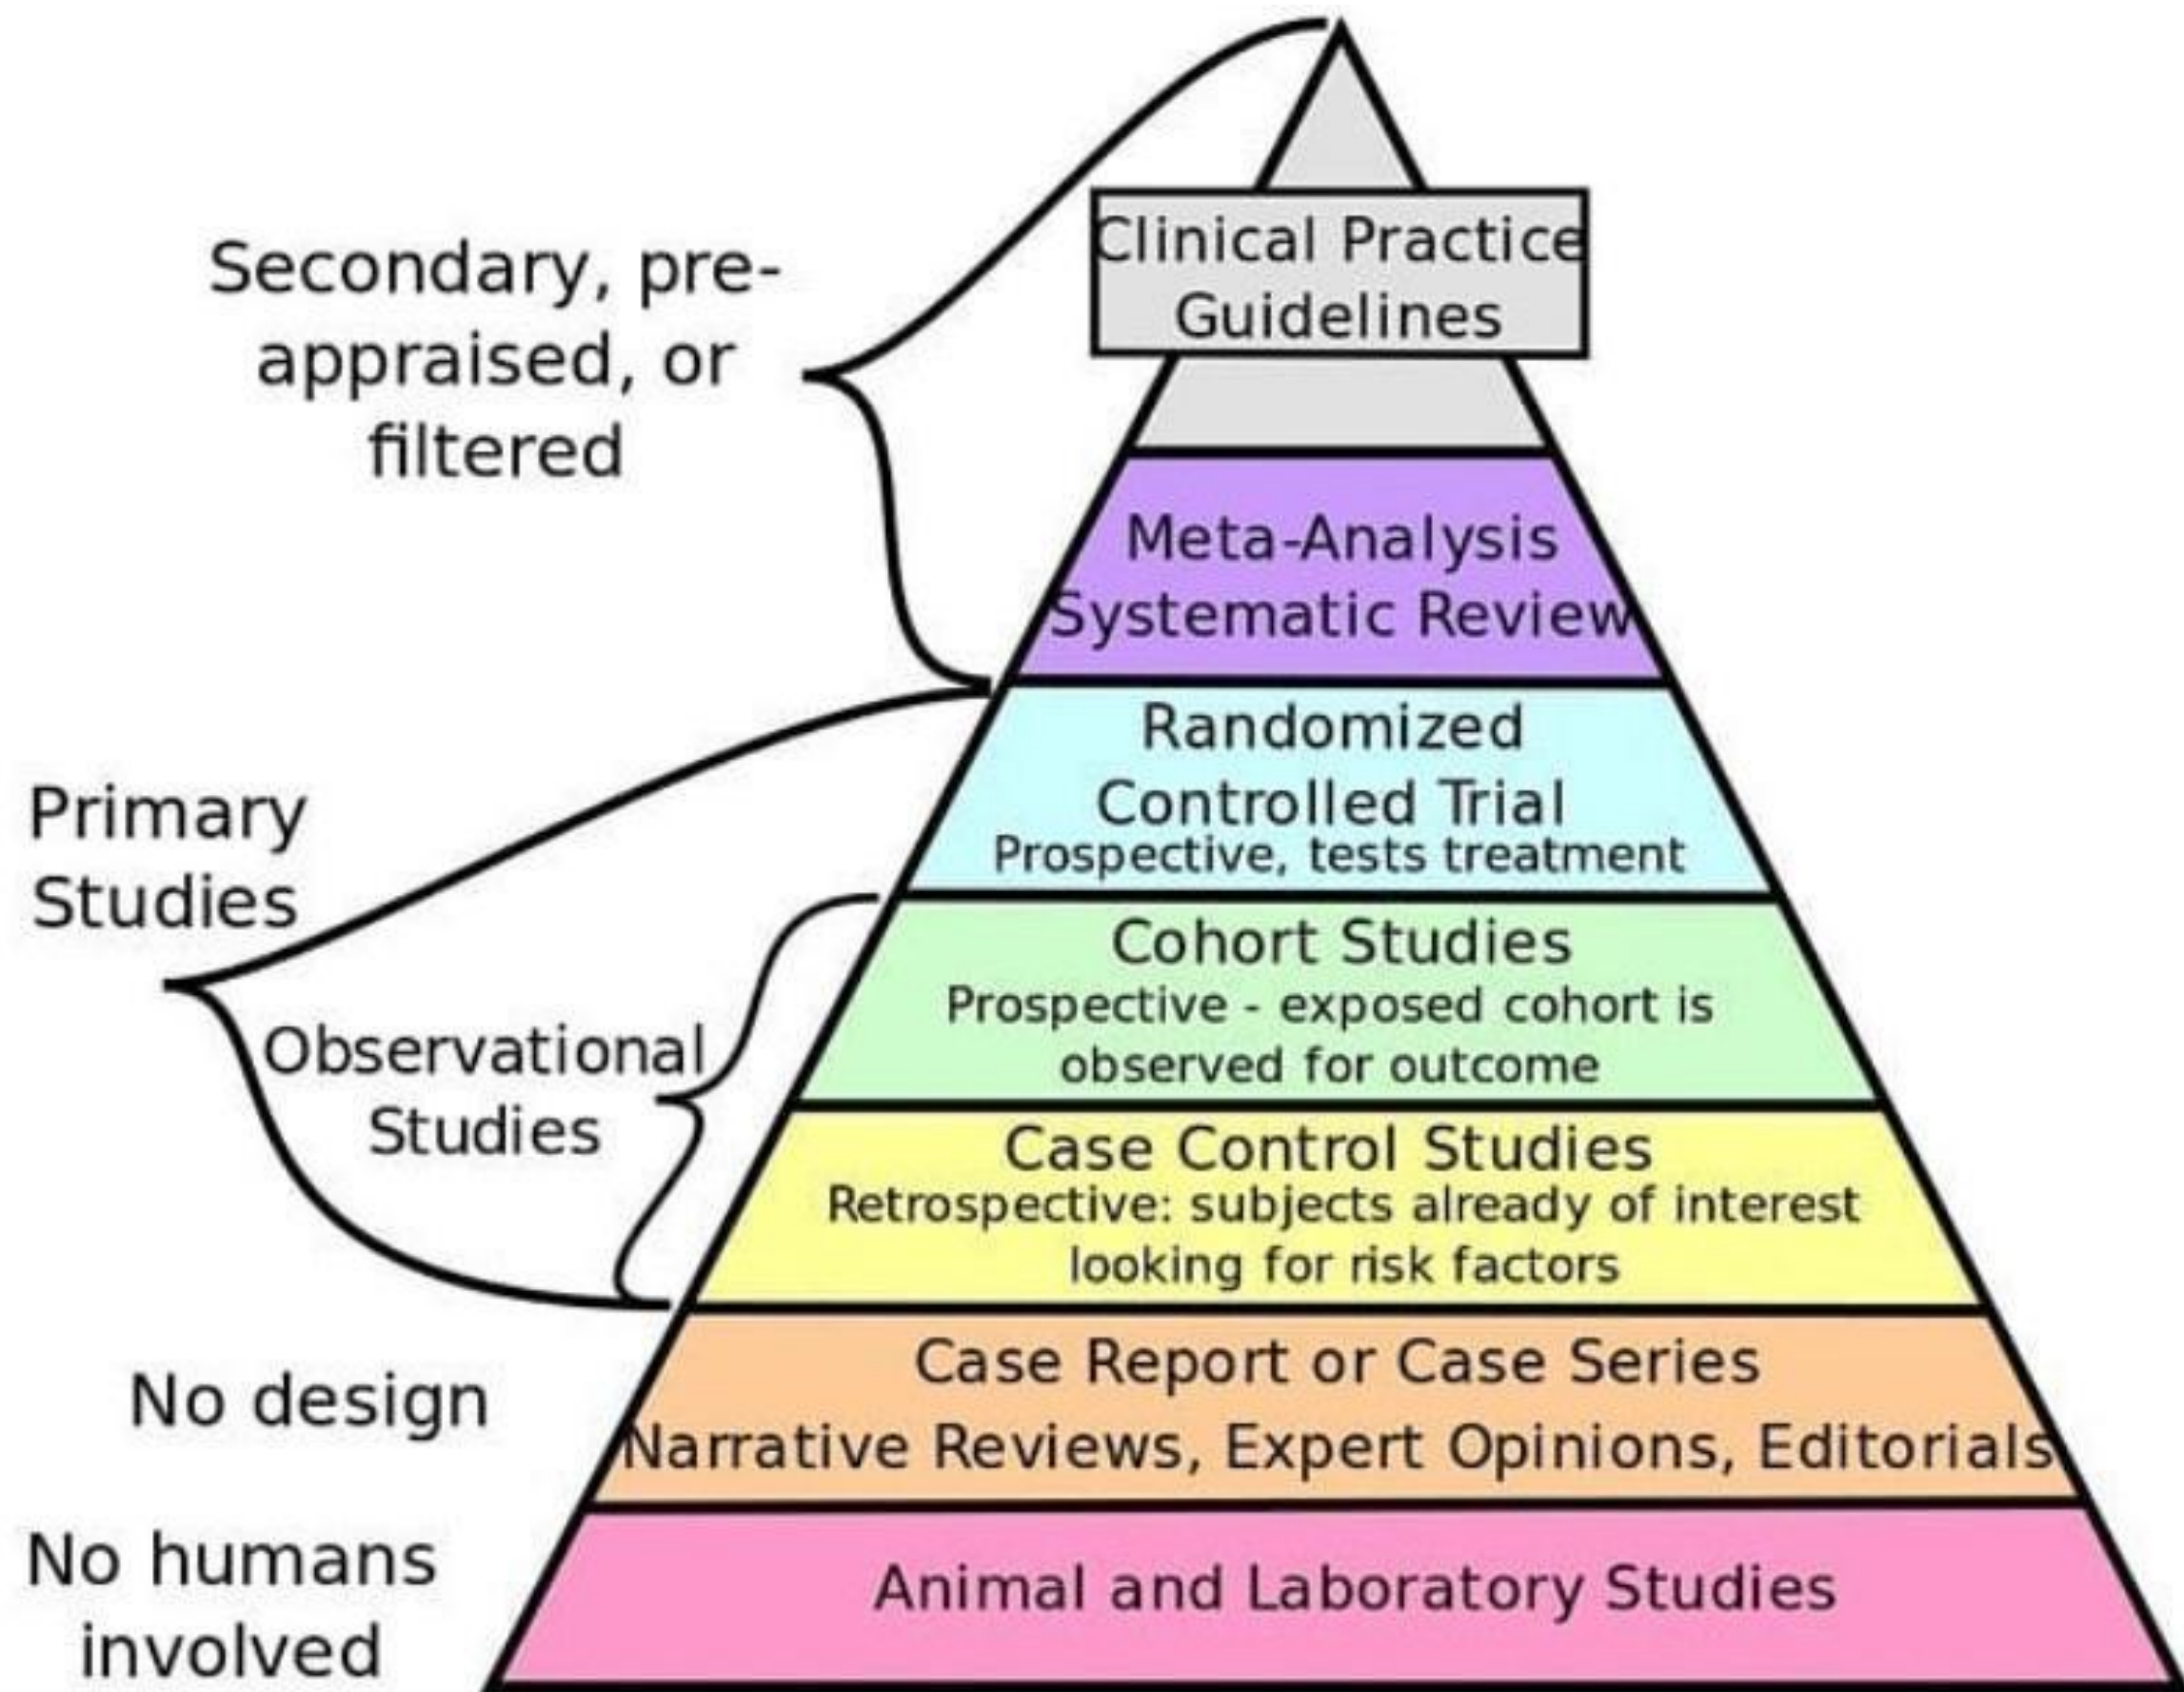 Clinical Practice
Guidelines
Secondary, pre-
appraised, or
filtered
Meta-Analysis
Systematic Review
Randomized
Controlled Trial
Prospective, tests treatment
Primary
Studies
Cohort Studies
Prospective - exposed cohort is
observed for outcome
Observational
Studies
Case Control Studies
Retrospective: subjects already of interest
looking for risk factors
No design
Case Report or Case Series
Narrative Reviews, Expert Opinions, Editorials
No humans
involved
Animal and Laboratory Studies